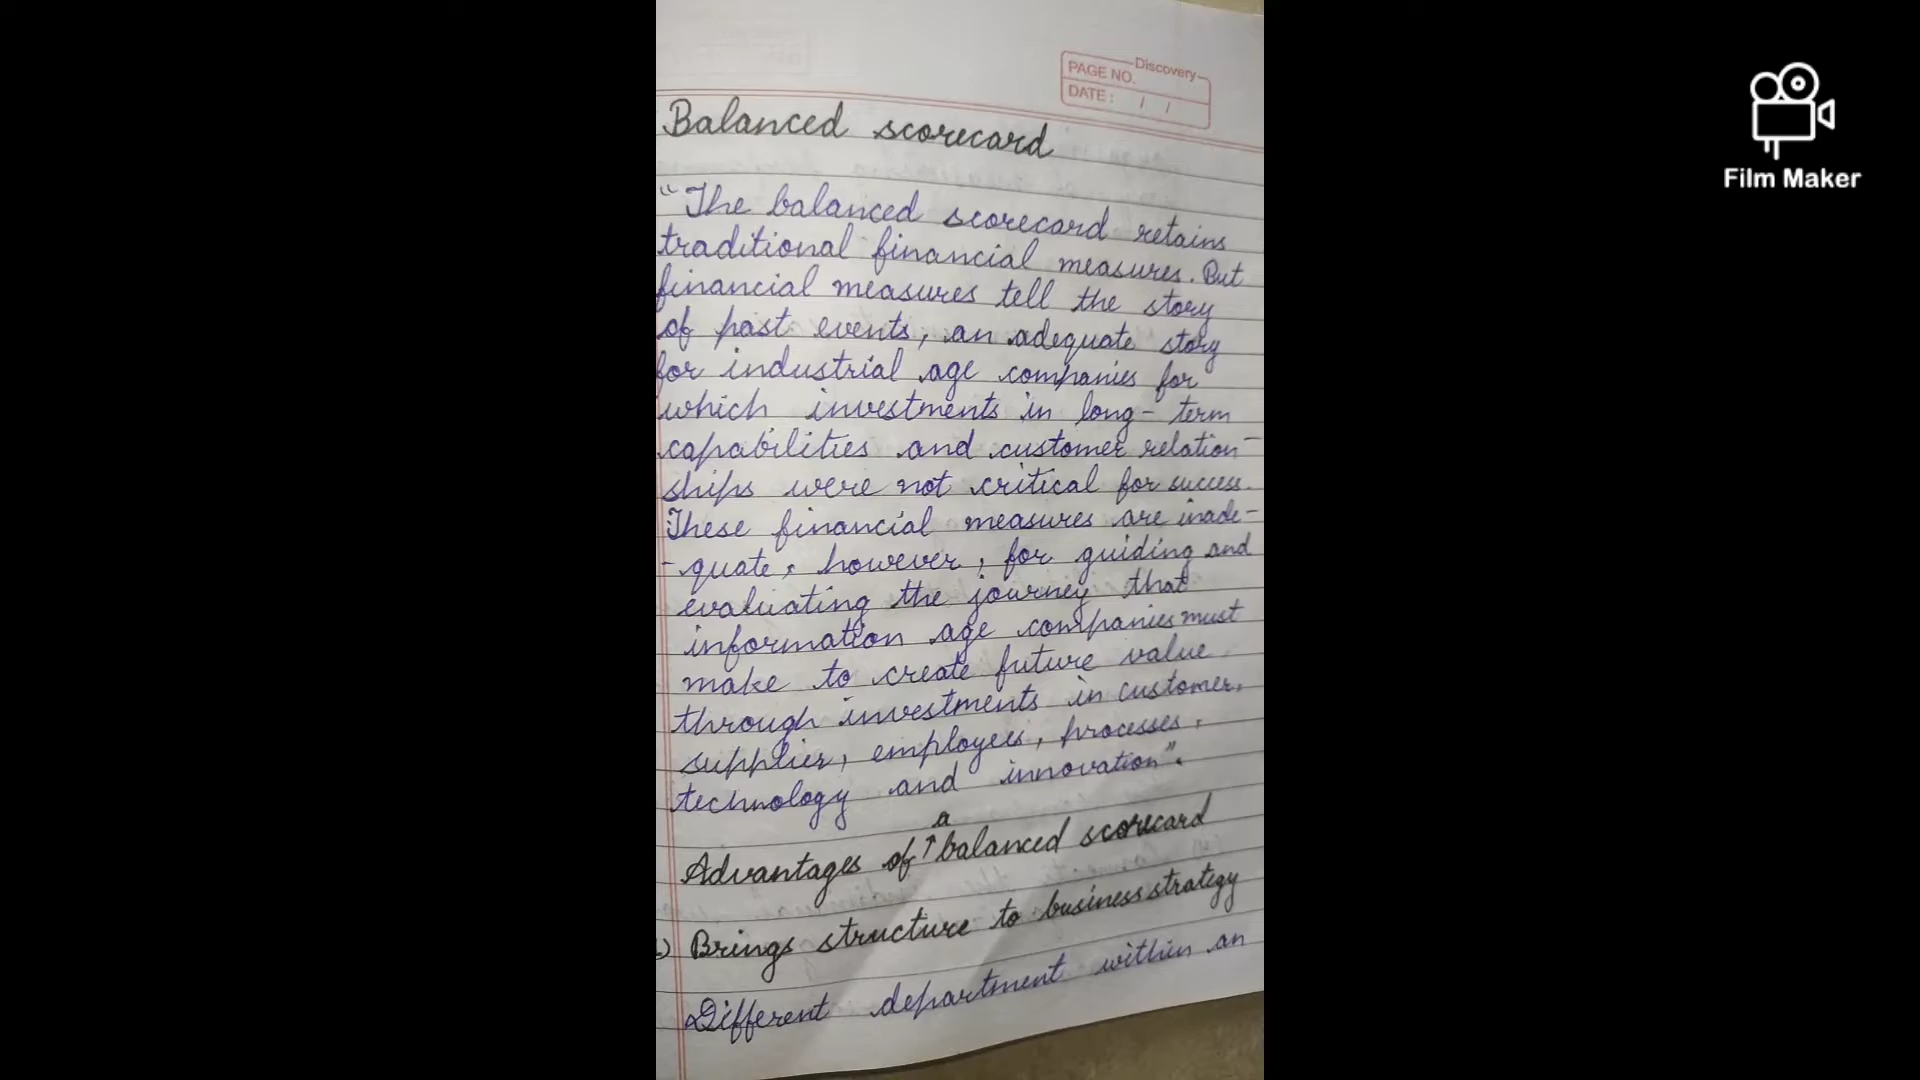 Discovery
PAGE NO.
DATE : / /
Film Maker
Balanced scorecard
"The balanced scorecard retains
traditional financial measures. But
financial measures tell the story
of past events, an adequate story
for industrial age companies for
which investments in long-term
capabilities and customer relation-
ships were not critical for success.
These financial measures are inade-
-quate, however, for guiding and
evaluating the journey that
information age companies must
make to create future value
through investments in customer,
supplier, employees, processes,
technology and innovation".
Advantages of ↑ a balanced scorecard
) Brings structure to business strategy
Different department within an